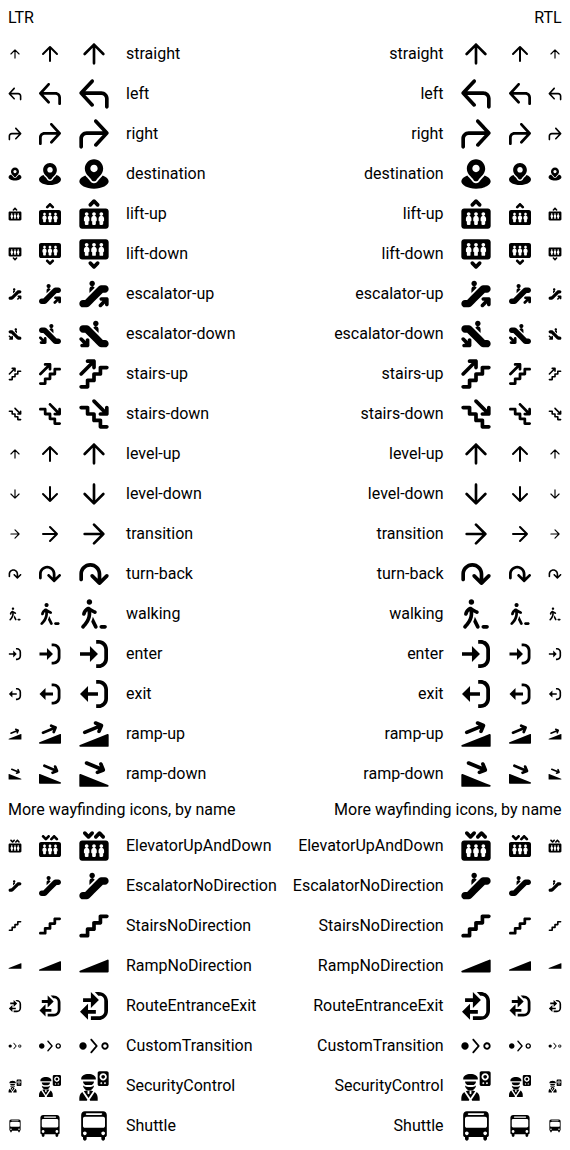 LTR RTL
straight straight
left left
right right
destination destination
lift-up lift-up
lift-down lift-down
escalator-up escalator-up
escalator-down escalator-down
stairs-up stairs-up
stairs-down stairs-down
level-up level-up
level-down level-down
transition transition
turn-back turn-back
walking walking
enter enter
exit exit
ramp-up ramp-up
ramp-down ramp-down
More wayfinding icons, by name More wayfinding icons, by name
ElevatorUpAndDown ElevatorUpAndDown
EscalatorNoDirection EscalatorNoDirection
StairsNoDirection StairsNoDirection
RampNoDirection RampNoDirection
RouteEntranceExit RouteEntranceExit
CustomTransition CustomTransition
SecurityControl SecurityControl
Shuttle Shuttle